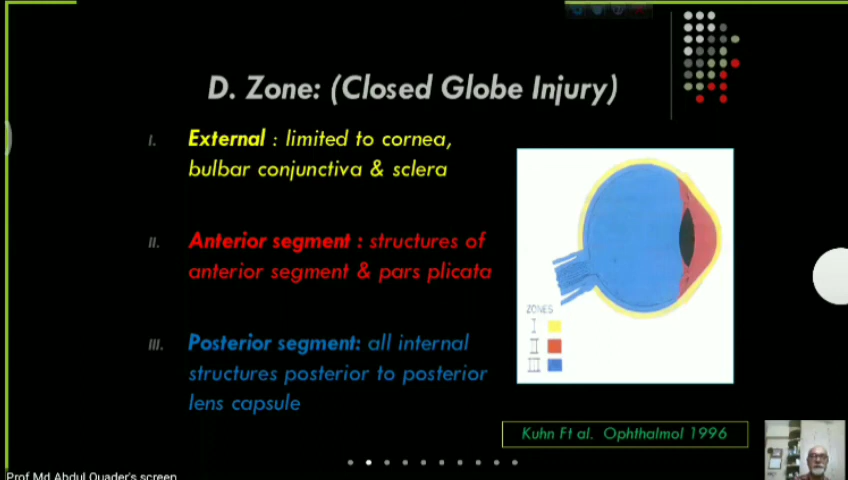 D. Zone: (Closed Globe Injury)
I. External : limited to cornea,
bulbar conjunctiva & sclera
II. Anterior segment : structures of
anterior segment & pars plicata
III. Posterior segment: all internal
structures posterior to posterior
lens capsule
ZONES
I
II
III
Kuhn Ft al. Ophthalmol 1996
Prof Md Abdul Quader's screen